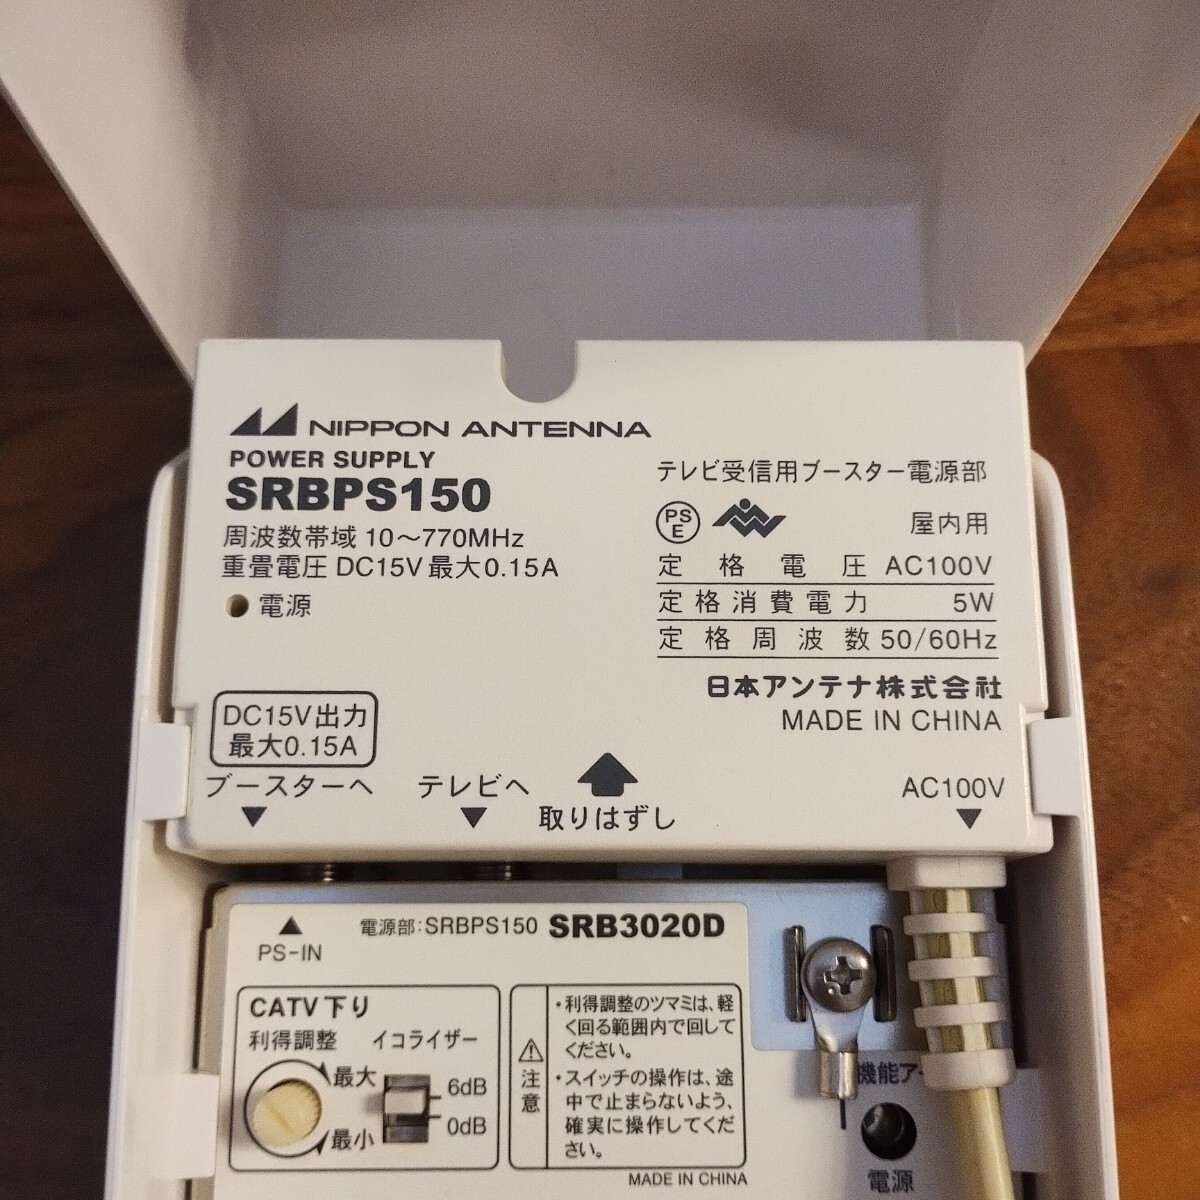 NIPPON ANTENNA
POWER SUPPLY
SRBPS150
周波数帯域 10～770MHz
重畳電圧 DC15V 最大0.15A
電源
テレビ受信用ブースター電源部
PS
E
屋内用
定格電圧 AC100V
定格消費電力 5W
定格周波数 50/60Hz
日本アンテナ株式会社
MADE IN CHINA
DC15V出力
最大0.15A
ブースターへ
テレビへ
取りはずし
AC100V
PS-IN
電源部:SRBPS150 SRB3020D
CATV下り
利得調整 イコライザー
最大
最小
6dB
0dB
注意
・利得調整のツマミは、軽
く回る範囲内で回して
ください。
・スイッチの操作は、途
中で止まらないよう、
確実に操作してくだ
さい。
MADE IN CHINA
機能ア
電源